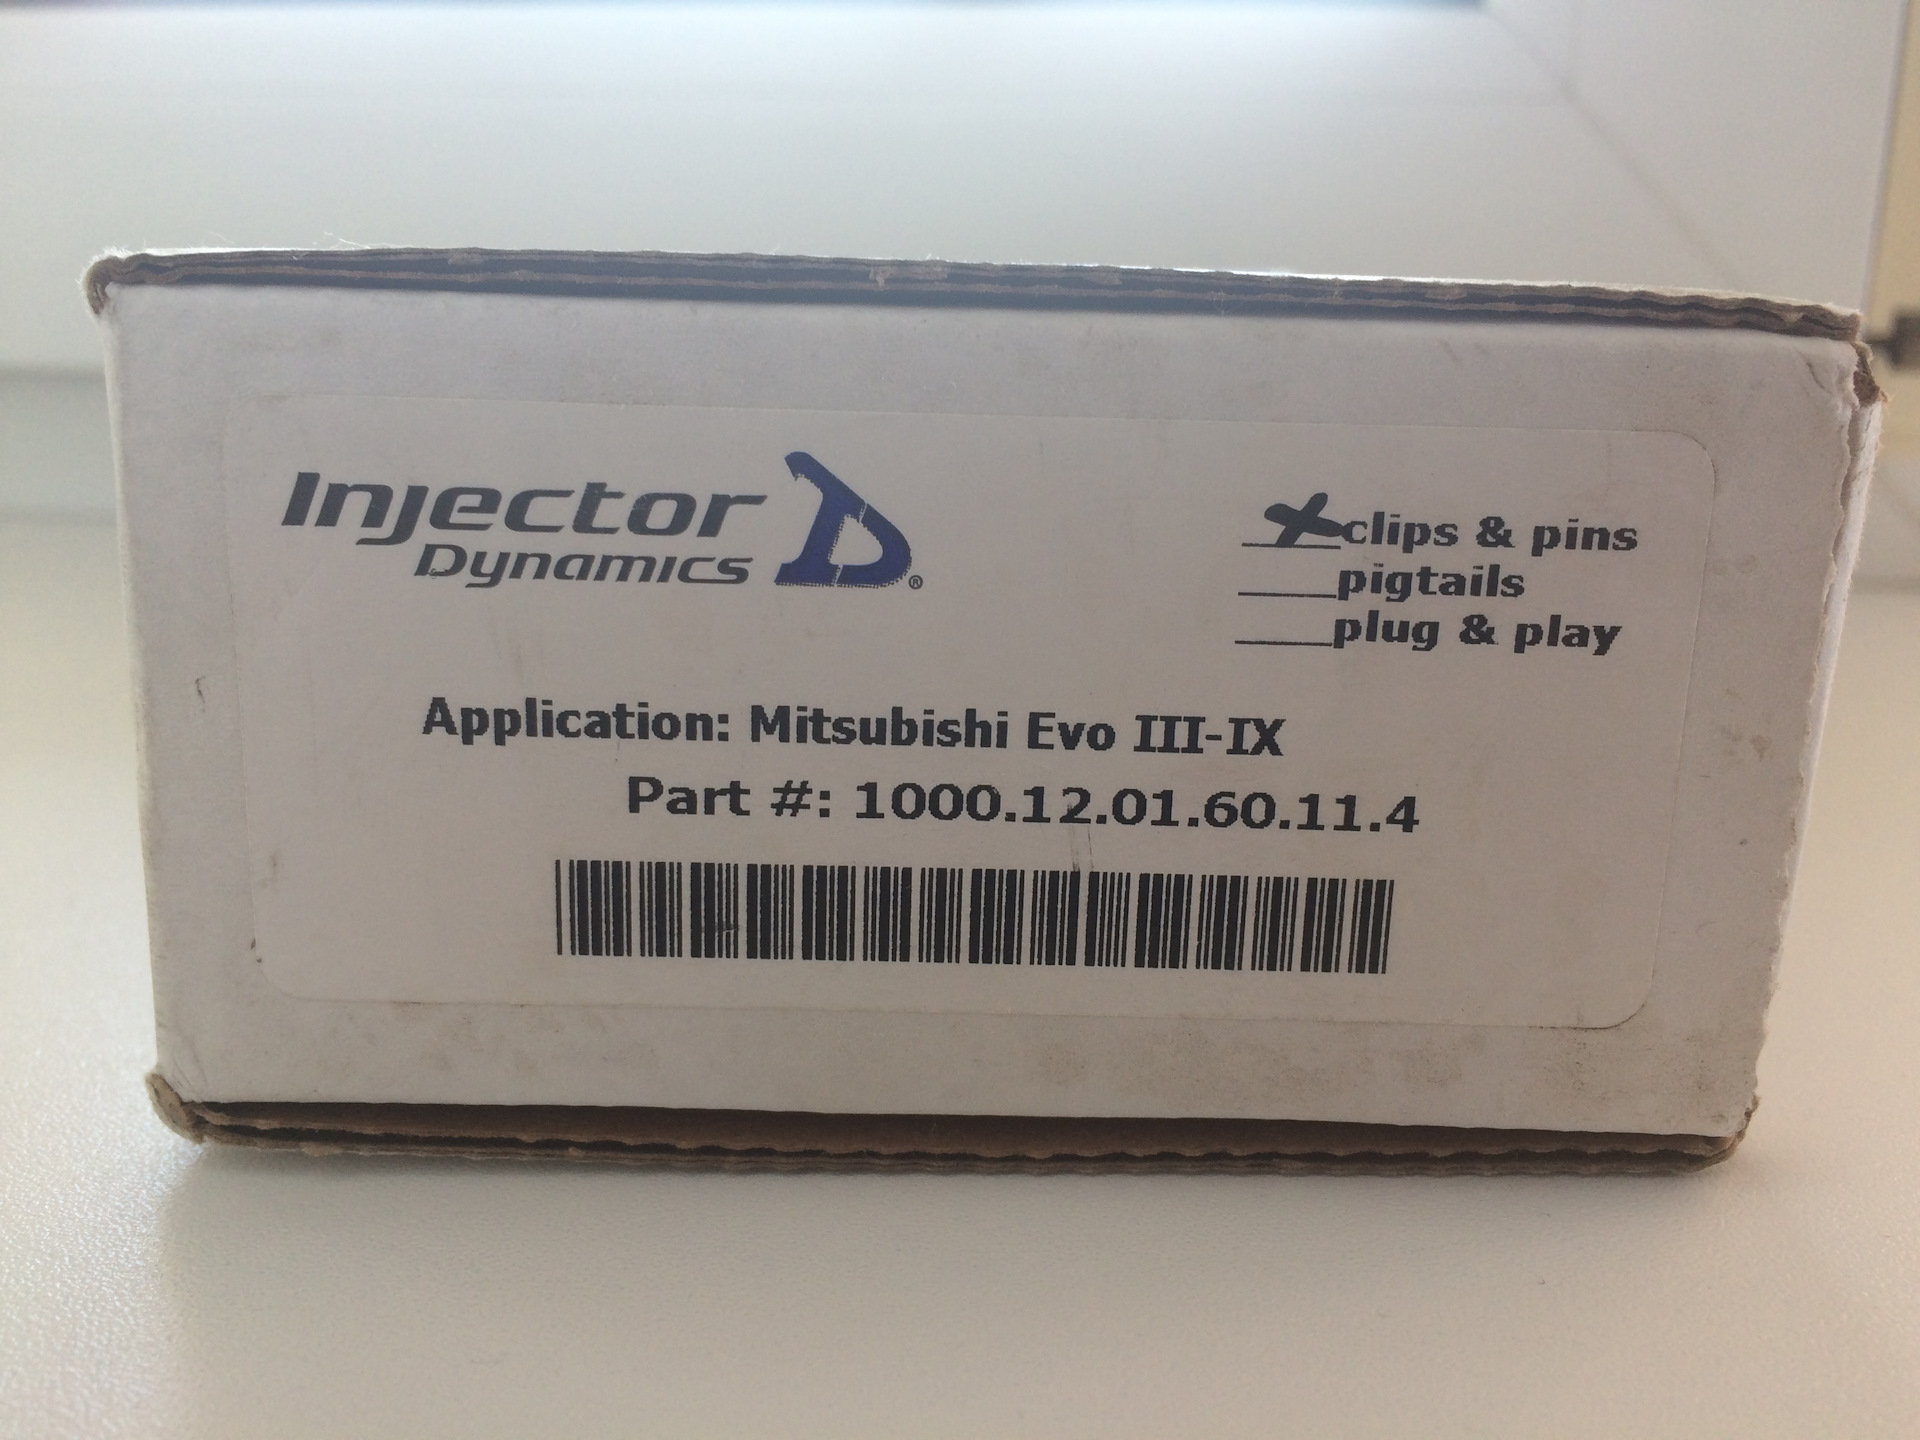 Injector
Dynamics
®
clips & pins
pigtails
plug & play
Application: Mitsubishi Evo III-IX
Part #: 1000.12.01.60.11.4